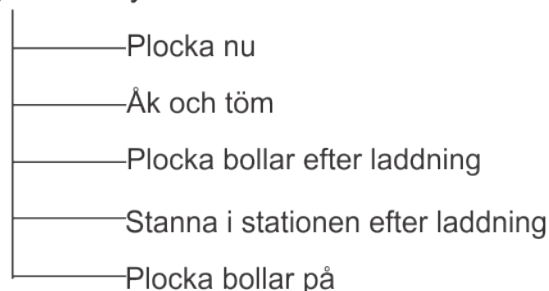 Plocka nu
Åk och töm
Plocka bollar efter laddning
Stanna i stationen efter laddning
Plocka bollar på